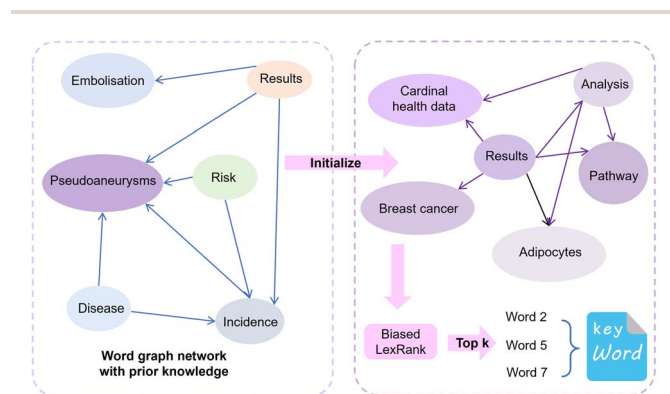 Embolisation
Results
Pseudoaneurysms
Risk
Disease
Incidence
Word graph network
with prior knowledge
Initialize
Cardinal
health data
Analysis
Results
Pathway
Breast cancer
Adipocytes
Biased
LexRank
Top k
Word 2
Word 5
Word 7
key
Word